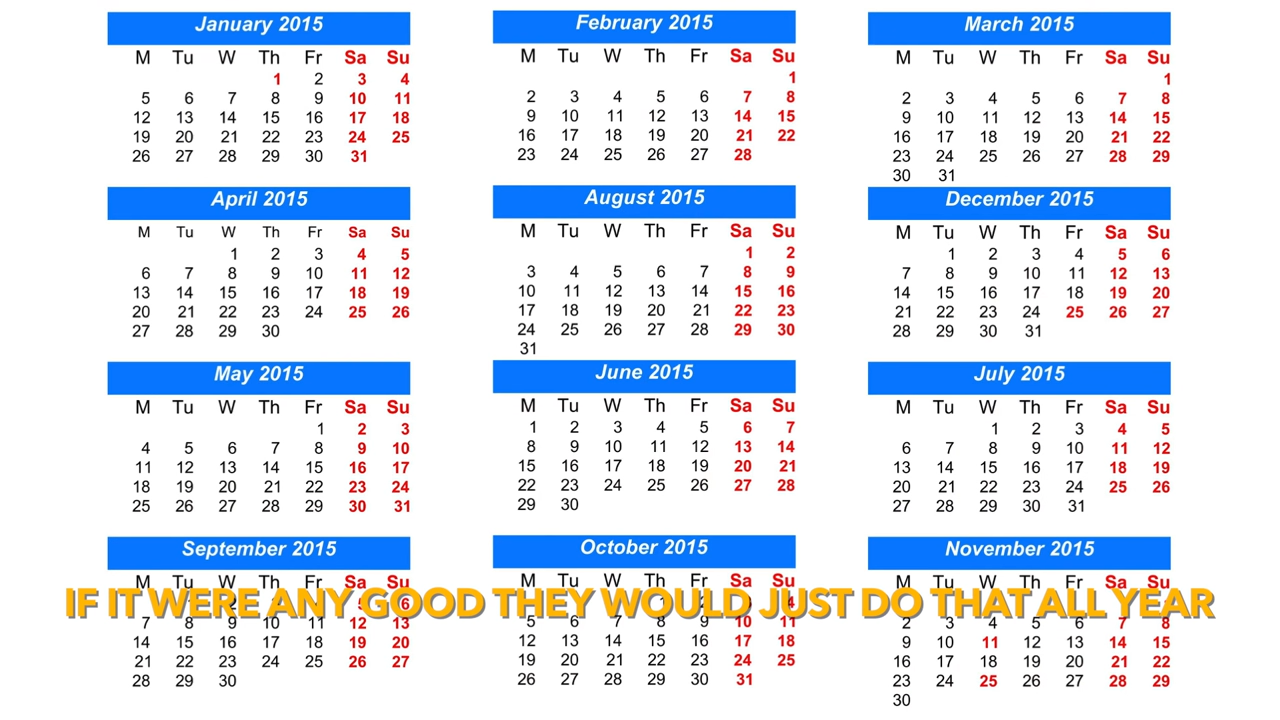 January 2015
M Tu W Th Fr Sa Su
1 2 3 4
5 6 7 8 9 10 11
12 13 14 15 16 17 18
19 20 21 22 23 24 25
26 27 28 29 30 31
February 2015
M Tu W Th Fr Sa Su
1
2 3 4 5 6 7 8
9 10 11 12 13 14 15
16 17 18 19 20 21 22
23 24 25 26 27 28
March 2015
M Tu W Th Fr Sa Su
1
2 3 4 5 6 7 8
9 10 11 12 13 14 15
16 17 18 19 20 21 22
23 24 25 26 27 28 29
30 31
April 2015
M Tu W Th Fr Sa Su
1 2 3 4 5
6 7 8 9 10 11 12
13 14 15 16 17 18 19
20 21 22 23 24 25 26
27 28 29 30
August 2015
M Tu W Th Fr Sa Su
1 2
3 4 5 6 7 8 9
10 11 12 13 14 15 16
17 18 19 20 21 22 23
24 25 26 27 28 29 30
31
December 2015
M Tu W Th Fr Sa Su
1 2 3 4 5 6
7 8 9 10 11 12 13
14 15 16 17 18 19 20
21 22 23 24 25 26 27
28 29 30 31
May 2015
M Tu W Th Fr Sa Su
1 2 3
4 5 6 7 8 9 10
11 12 13 14 15 16 17
18 19 20 21 22 23 24
25 26 27 28 29 30 31
June 2015
M Tu W Th Fr Sa Su
1 2 3 4 5 6 7
8 9 10 11 12 13 14
15 16 17 18 19 20 21
22 23 24 25 26 27 28
29 30
July 2015
M Tu W Th Fr Sa Su
1 2 3 4 5
6 7 8 9 10 11 12
13 14 15 16 17 18 19
20 21 22 23 24 25 26
27 28 29 30 31
September 2015
M Tu W Th Fr Sa Su
7 8 9 10 11 12 13
14 15 16 17 18 19 20
21 22 23 24 25 26 27
28 29 30
October 2015
M Tu W Th Fr Sa Su
5 6 7 8 9 10 11
12 13 14 15 16 17 18
19 20 21 22 23 24 25
26 27 28 29 30 31
November 2015
M Tu W Th Fr Sa Su
2 3 4 5 6 7 8
9 10 11 12 13 14 15
16 17 18 19 20 21 22
23 24 25 26 27 28 29
30
IF IT WERE ANY GOOD THEY WOULD JUST DO THAT ALL YEAR